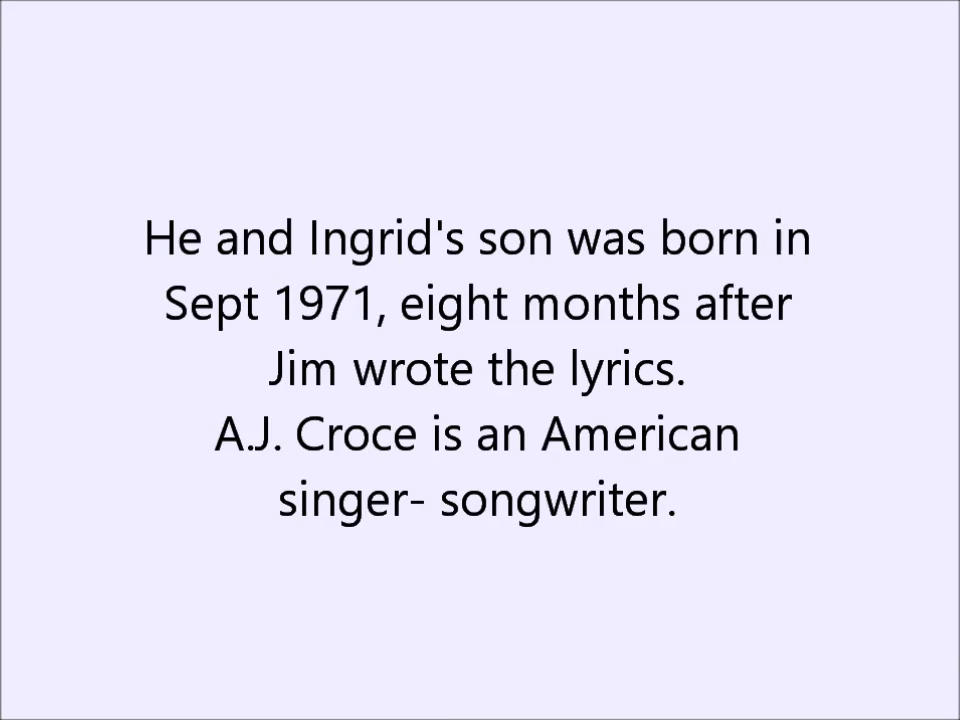 He and Ingrid's son was born in
Sept 1971, eight months after
Jim wrote the lyrics.
A.J. Croce is an American
singer- songwriter.